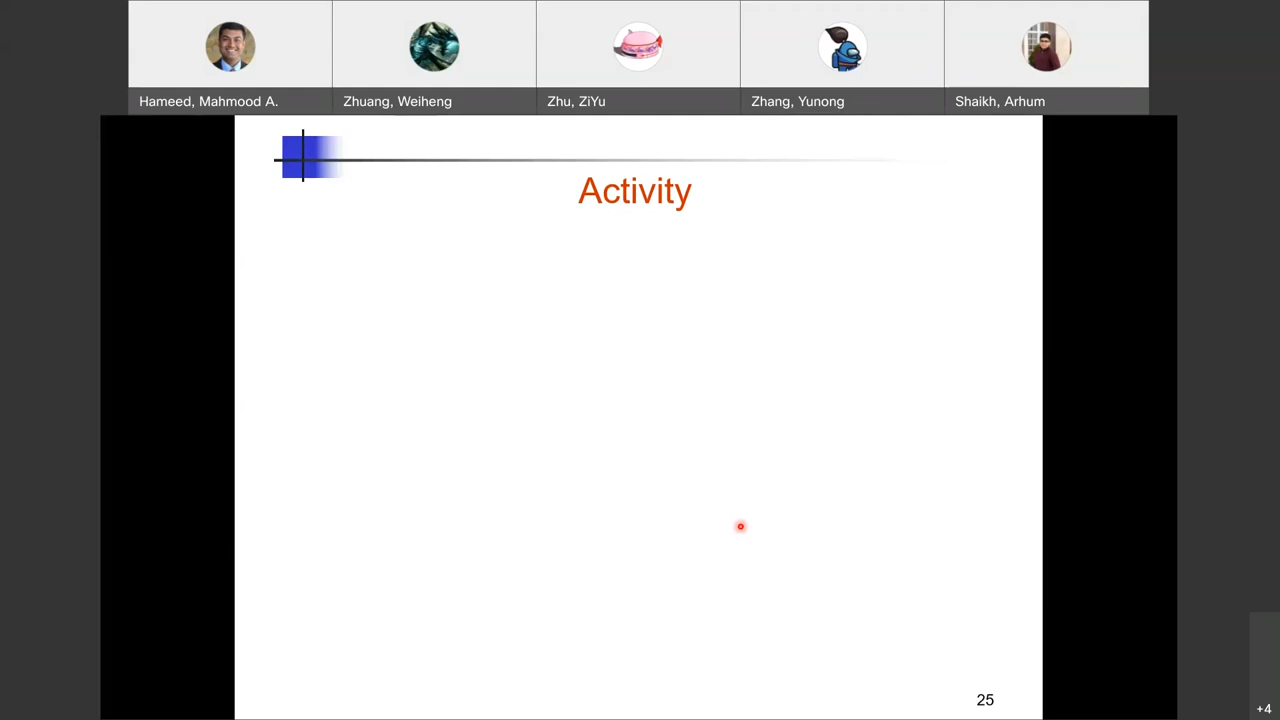 Hameed, Mahmood A.
Zhuang, Weiheng
Zhu, ZiYu
Zhang, Yunong
Shaikh, Arhum
Activity
25
+4